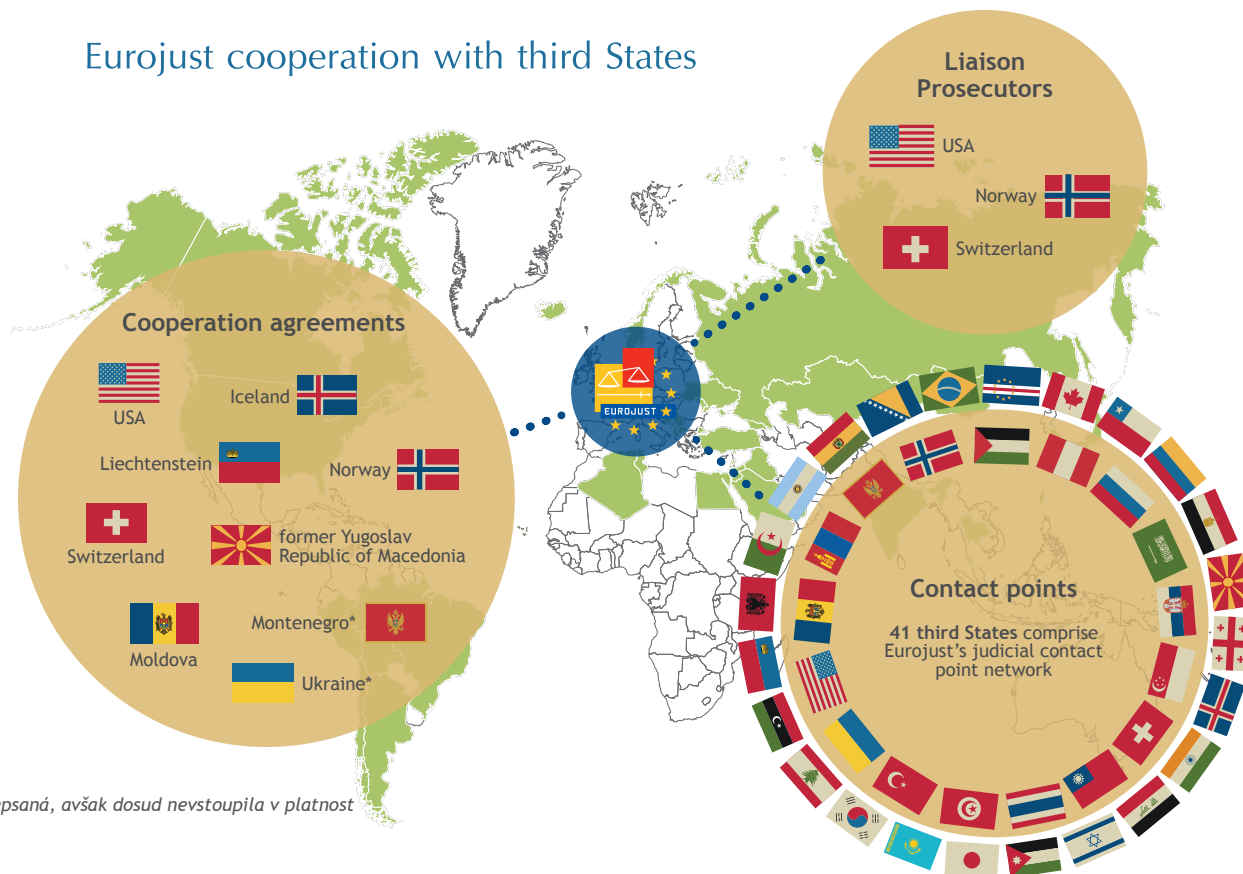 Eurojust cooperation with third States
Liaison
Prosecutors
USA
Norway
Switzerland
Cooperation agreements
USA
Iceland
Liechtenstein
Norway
Switzerland
former Yugoslav
Republic of Macedonia
Moldova
Montenegro*
Ukraine*
EUROJUST
Contact points
41 third States comprise
Eurojust's judicial contact
point network
avšak dosud nevstoupila v platnost